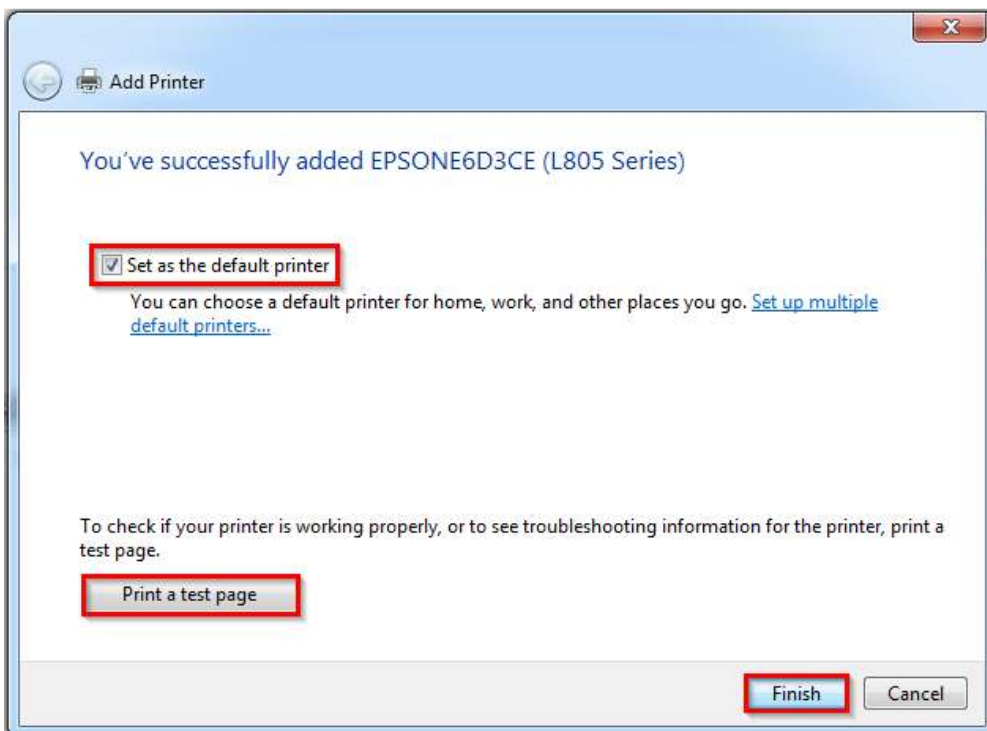 Add Printer
You've successfully added EPSONE6D3CE (L805 Series)
Set as the default printer
You can choose a default printer for home, work, and other places you go. Set up multiple
default printers...
To check if your printer is working properly, or to see troubleshooting information for the printer, print a
test page.
Print a test page
Finish Cancel